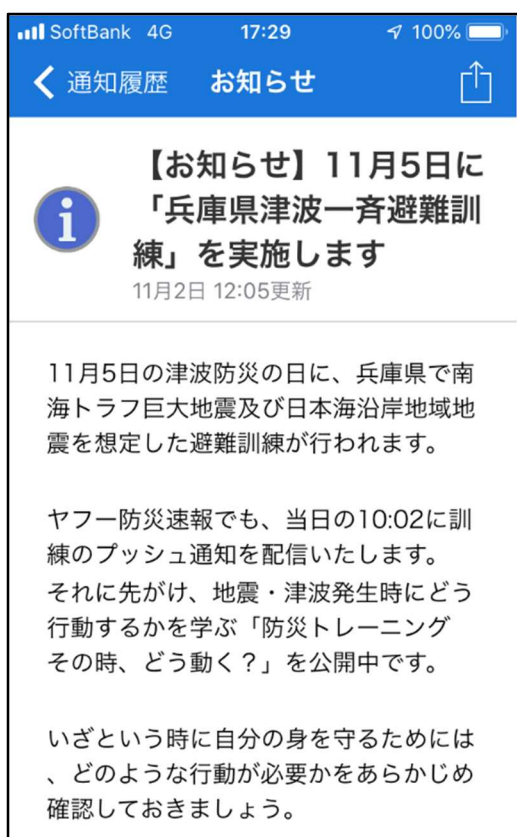 SoftBank 4G 17:29 100%
通知履歴 お知らせ
【お知らせ】11月5日に
「兵庫県津波一斉避難訓
練」を実施します
11月2日 12:05更新
11月5日の津波防災の日に、兵庫県で南
海トラフ巨大地震及び日本海沿岸地域地
震を想定した避難訓練が行われます。
ヤフー防災速報でも、当日の10:02に訓
練のプッシュ通知を配信いたします。
それに先がけ、地震・津波発生時にどう
行動するかを学ぶ「防災トレーニング
その時、どう動く？」を公開中です。
いざという時に自分の身を守るためには
、どのような行動が必要かをあらかじめ
確認しておきましょう。